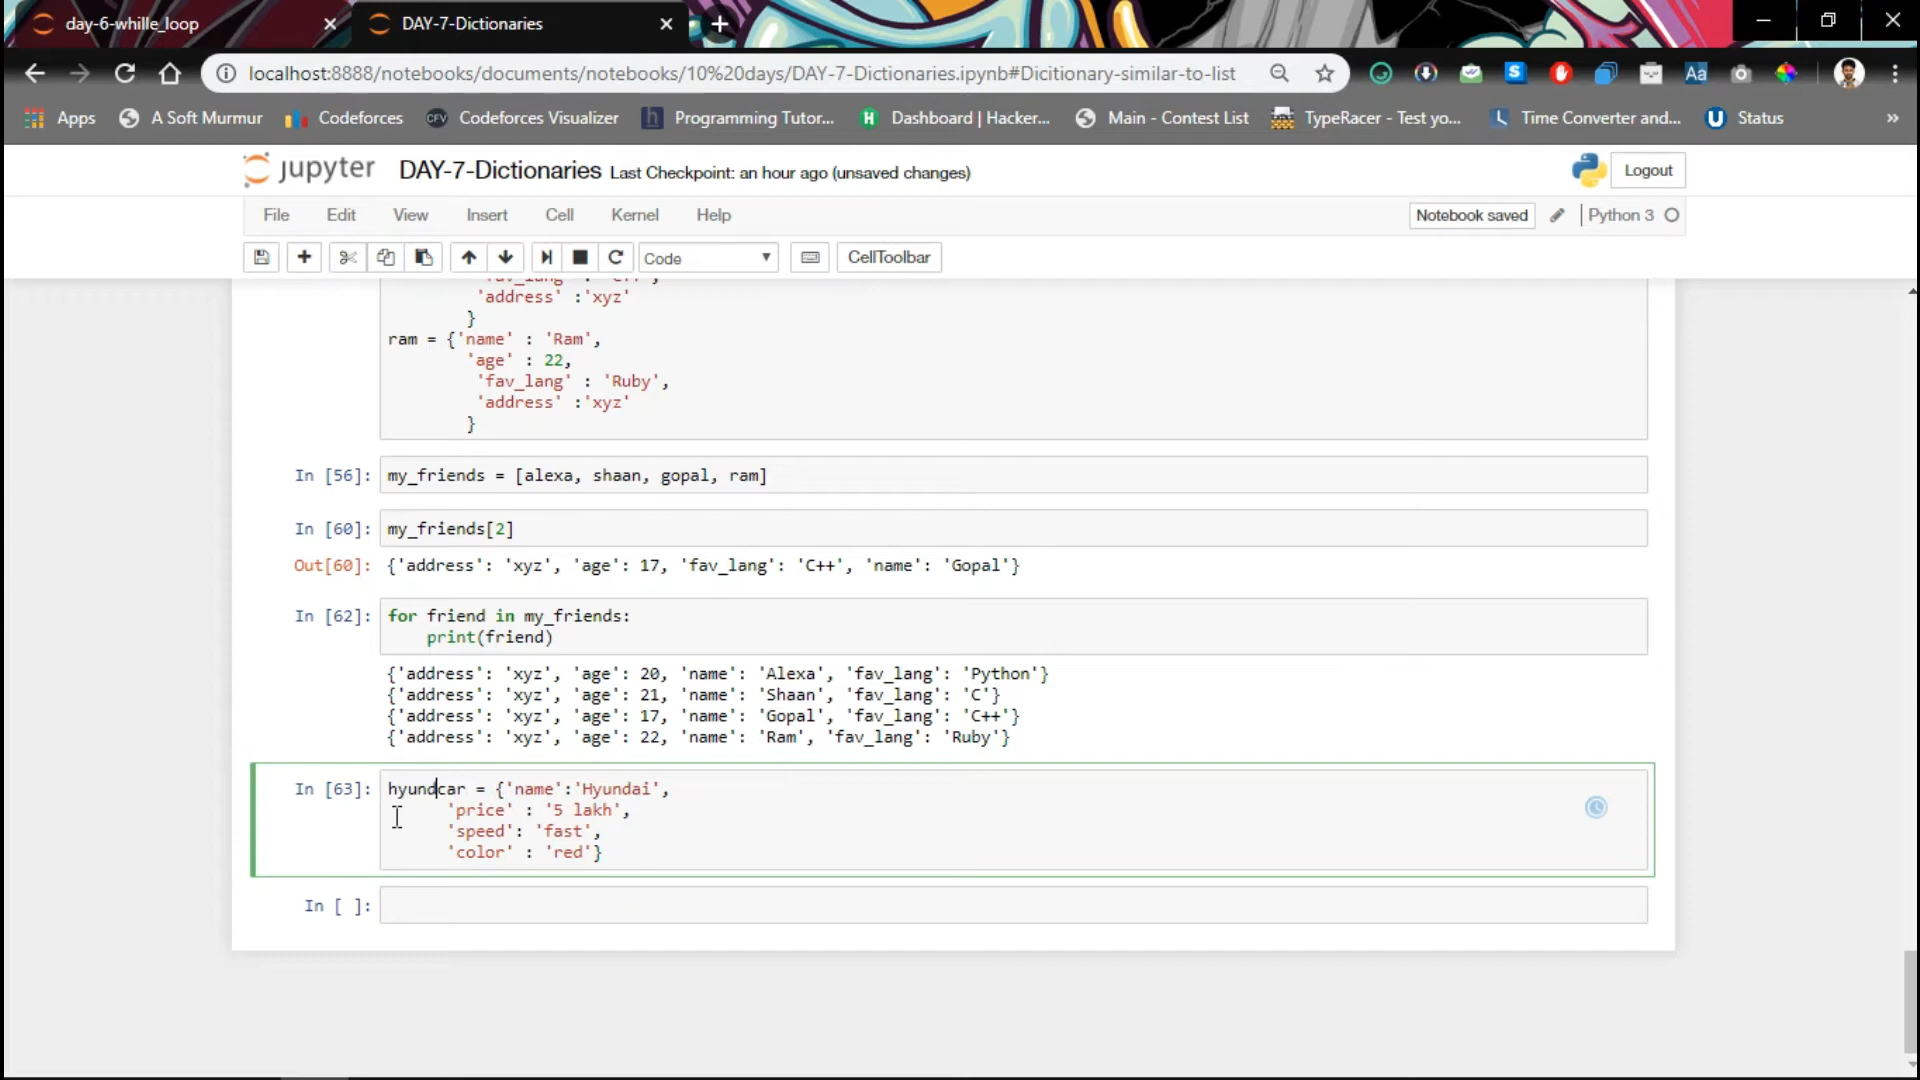 day-6-whille_loop
DAY-7-Dictionaries
localhost:8888/notebooks/documents/notebooks/10%20days/DAY-7-Dictionaries.ipynb#Dicitionary-similar-to-list
Apps
A Soft Murmur
Codeforces
CFV
Codeforces Visualizer
Programming Tutor...
Dashboard | Hacker...
Main - Contest List
TypeRacer - Test yo...
Time Converter and...
Status
jupyter
DAY-7-Dictionaries Last Checkpoint: an hour ago (unsaved changes)
Logout
File Edit View Insert Cell Kernel Help
Notebook saved
Python 3
Code
CellToolbar
'fav_lang' : 'C++',
'address' :'xyz'
}
ram = {'name' : 'Ram',
'age' : 22,
'fav_lang' : 'Ruby',
'address' :'xyz'
}
In [56]: my_friends = [alexa, shaan, gopal, ram]
In [60]: my_friends[2]
Out[60]: {'address': 'xyz', 'age': 17, 'fav_lang': 'C++', 'name': 'Gopal'}
In [62]: for friend in my_friends:
print(friend)
{'address': 'xyz', 'age': 20, 'name': 'Alexa', 'fav_lang': 'Python'}
{'address': 'xyz', 'age': 21, 'name': 'Shaan', 'fav_lang': 'C'}
{'address': 'xyz', 'age': 17, 'name': 'Gopal', 'fav_lang': 'C++'}
{'address': 'xyz', 'age': 22, 'name': 'Ram', 'fav_lang': 'Ruby'}
In [63]: hyundcar = {'name':'Hyundai',
'price' : '5 lakh',
'speed': 'fast',
'color' : 'red'}
In [ ]: